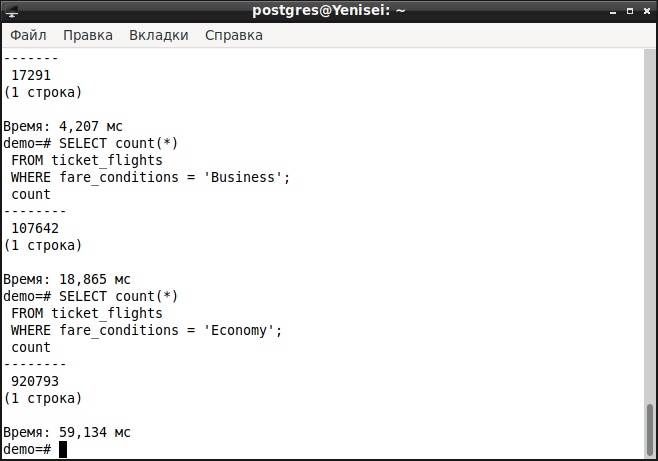 postgres@Yenisei: ~
Файл Правка Вкладки Справка
-------
 17291
(1 строка)

Время: 4,207 мс
demo=# SELECT count(*)
 FROM ticket_flights
 WHERE fare_conditions = 'Business';
 count
--------
 107642
(1 строка)

Время: 18,865 мс
demo=# SELECT count(*)
 FROM ticket_flights
 WHERE fare_conditions = 'Economy';
 count
--------
 920793
(1 строка)

Время: 59,134 мс
demo=#